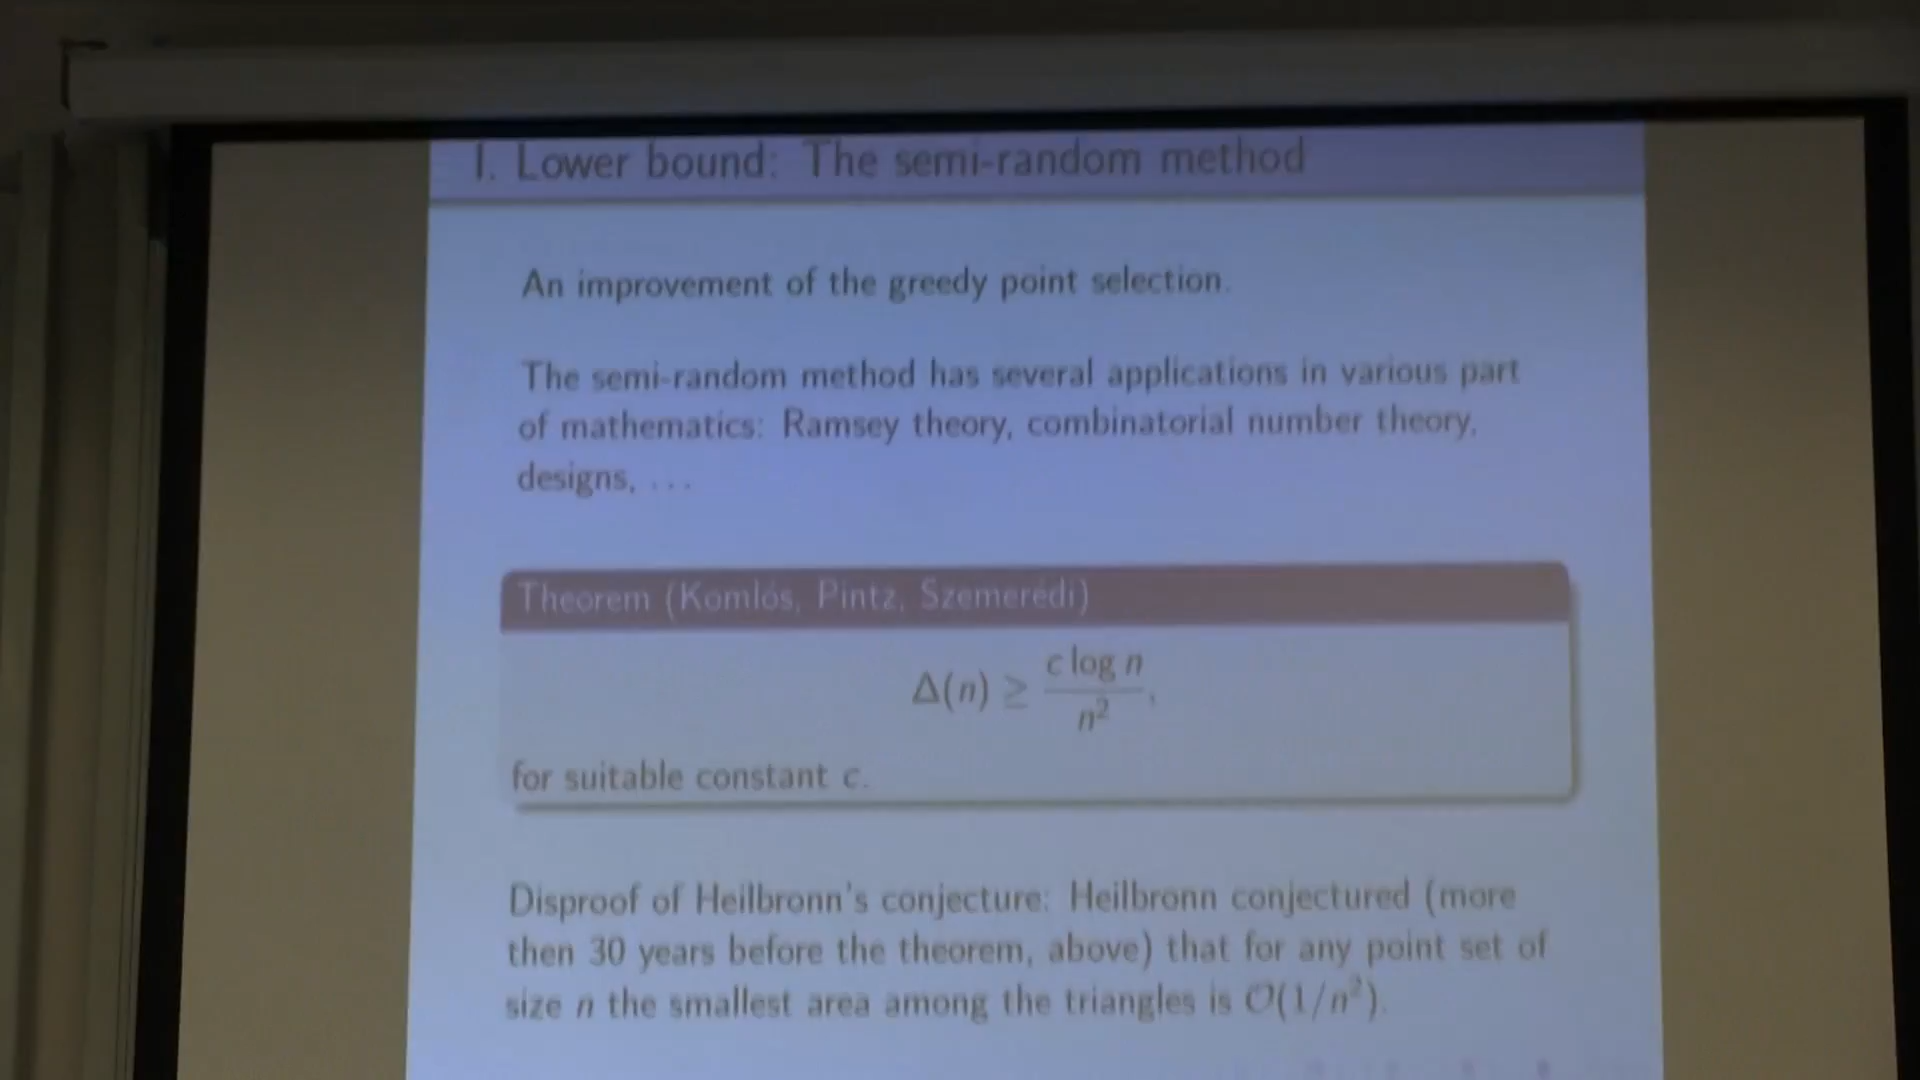 I. Lower bound: The semi-random method
An improvement of the greedy point selection.
The semi-random method has several applications in various part
of mathematics: Ramsey theory, combinatorial number theory,
designs, ...
Theorem (Komlós, Pintz, Szemerédi)
Δ(n) ≥ c log n / n²,
for suitable constant c.
Disproof of Heilbronn's conjecture: Heilbronn conjectured (more
then 30 years before the theorem, above) that for any point set of
size n the smallest area among the triangles is O(1/n²).